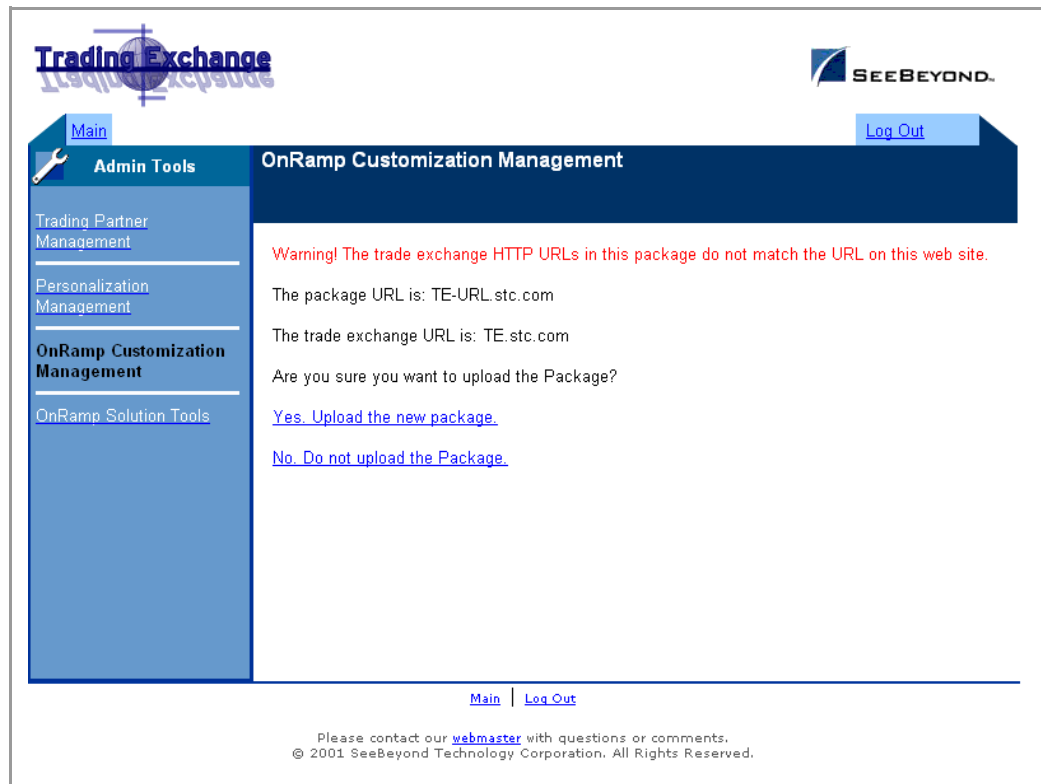 Trading Exchange
SEEBEYOND™
Main
Log Out
Admin Tools
OnRamp Customization Management
Trading Partner
Management
Personalization
Management
OnRamp Customization
Management
OnRamp Solution Tools
Warning! The trade exchange HTTP URLs in this package do not match the URL on this web site.
The package URL is: TE-URL.stc.com
The trade exchange URL is: TE.stc.com
Are you sure you want to upload the Package?
Yes. Upload the new package.
No. Do not upload the Package.
Main | Log Out
Please contact our webmaster with questions or comments.
© 2001 SeeBeyond Technology Corporation. All Rights Reserved.